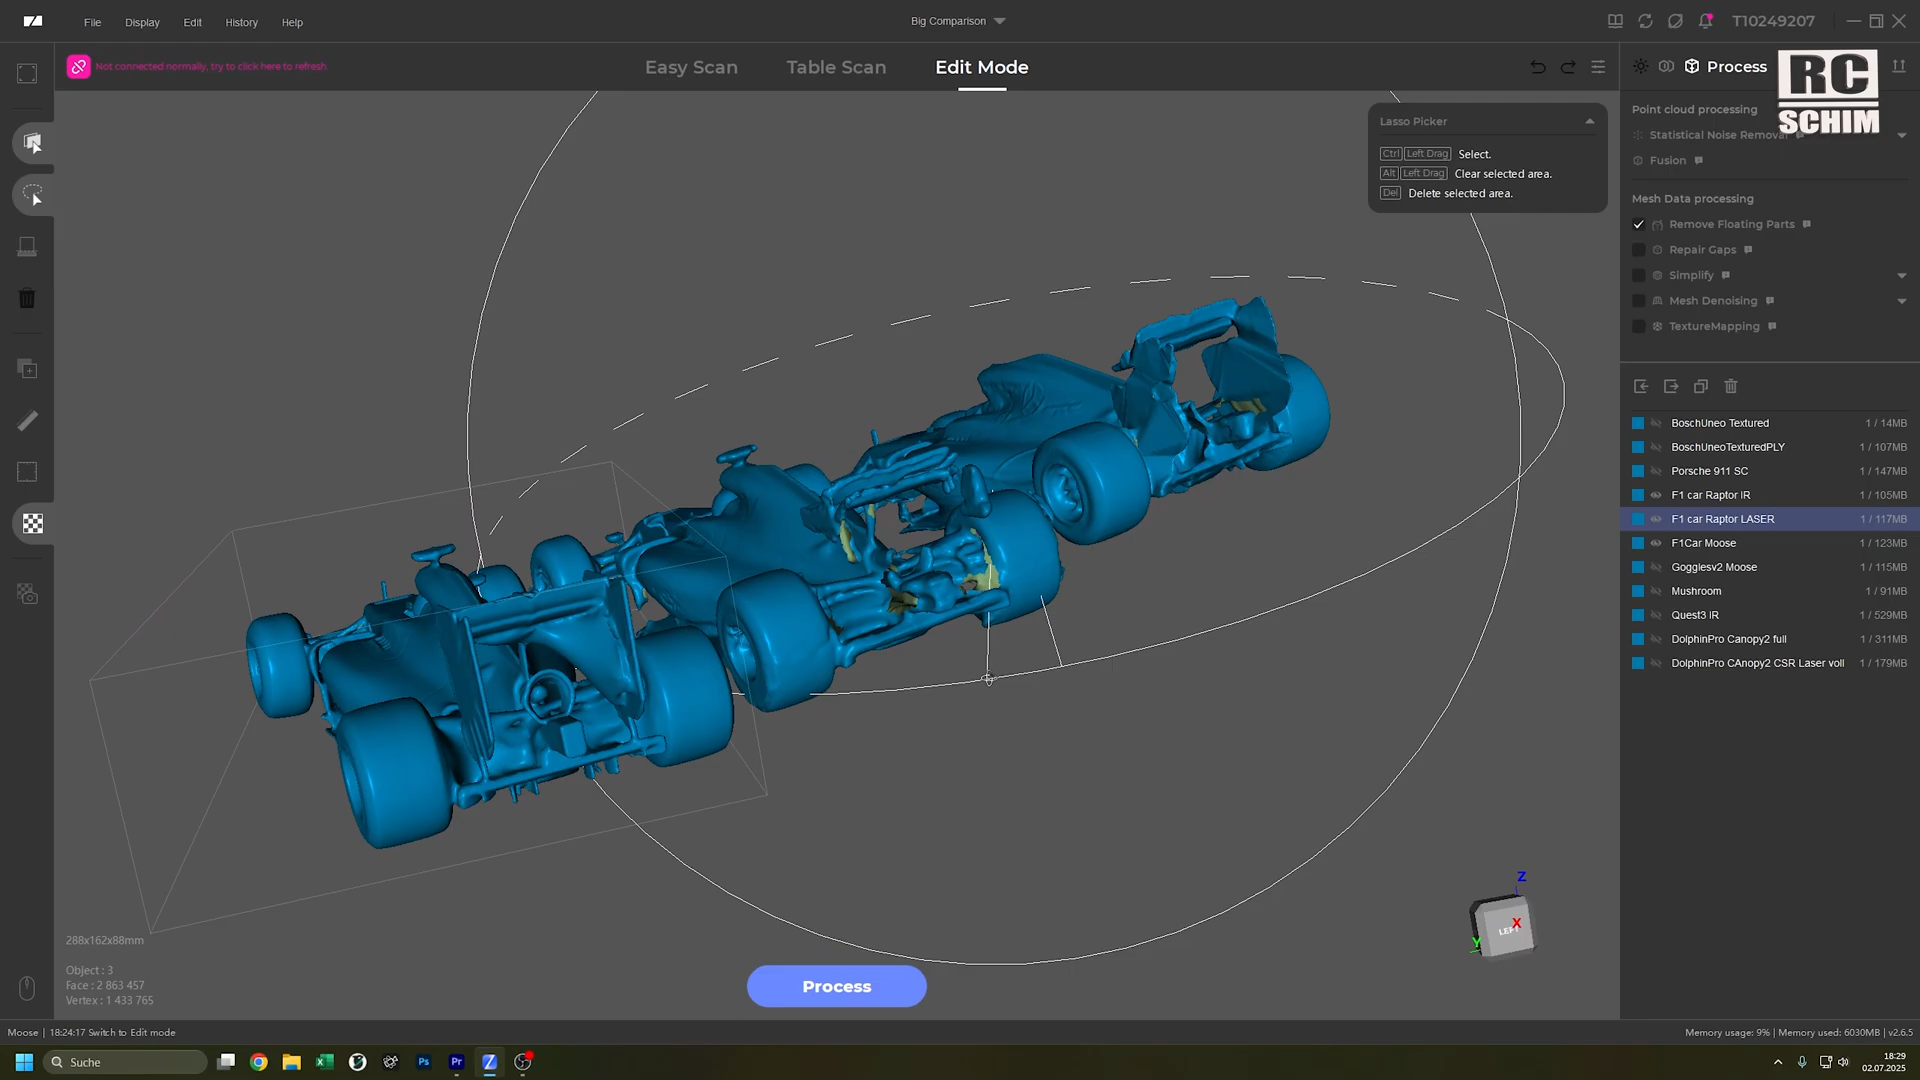 File Display Edit History Help
Big Comparison
T10249207
Not connected normally, try to click here to refresh.
Easy Scan Table Scan Edit Mode
Process
RC
SCHIM
Lasso Picker
Ctrl Left Drag Select.
Alt Left Drag Clear selected area.
Del Delete selected area.
Point cloud processing
Statistical Noise Removal
Fusion
Mesh Data processing
Remove Floating Parts
Repair Gaps
Simplify
Mesh Denoising
TextureMapping
BoschUneo Textured 1 / 14MB
BoschUneoTexturedPLY 1 / 107MB
Porsche 911 SC 1 / 147MB
F1 car Raptor IR 1 / 105MB
F1 car Raptor LASER 1 / 117MB
F1Car Moose 1 / 123MB
Gogglesv2 Moose 1 / 115MB
Mushroom 1 / 91MB
Quest3 IR 1 / 529MB
DolphinPro Canopy2 full 1 / 311MB
DolphinPro CAnopy2 CSR Laser voll 1 / 179MB
Z
X
LEFT
Y
288x162x88mm
Object : 3
Face : 2 863 457
Vertex : 1 433 765
Process
Moose | 18:24:17 Switch to Edit mode
Memory usage: 9% | Memory used: 6030MB | v2.6.5
Suche
Ps
Pr
18:29
02.07.2025